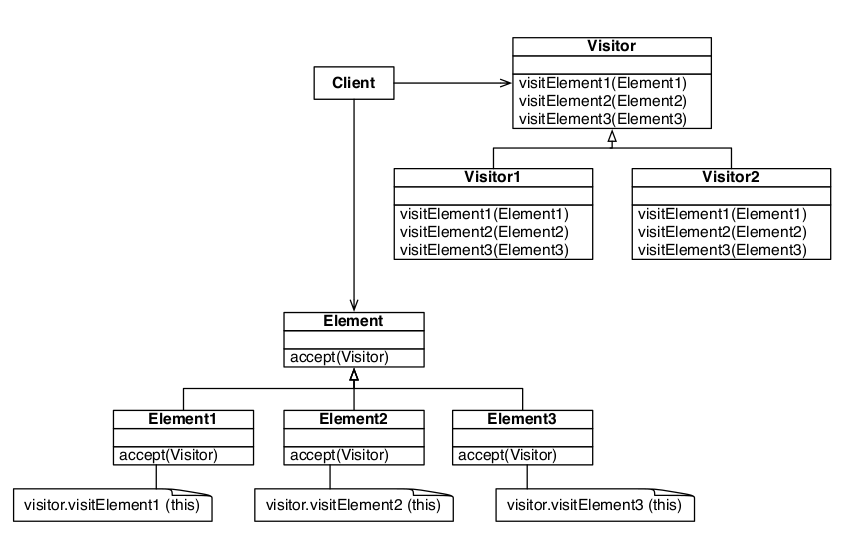 Visitor
visitElement1(Element1)
visitElement2(Element2)
visitElement3(Element3)
Client
Visitor1
visitElement1(Element1)
visitElement2(Element2)
visitElement3(Element3)
Visitor2
visitElement1(Element1)
visitElement2(Element2)
visitElement3(Element3)
Element
accept(Visitor)
Element1
accept(Visitor)
Element2
accept(Visitor)
Element3
accept(Visitor)
visitor.visitElement1 (this)
visitor.visitElement2 (this)
visitor.visitElement3 (this)